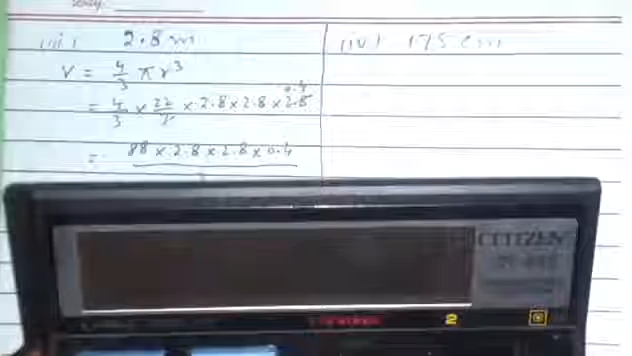 (iii) 2.8 m
V = 4/3 π r³
= 4/3 × 22/7 × 2.8 × 2.8 × 2.8 0.4
= 88 × 2.8 × 2.8 × 0.4
(iv) 175 cm
CITIZEN
2